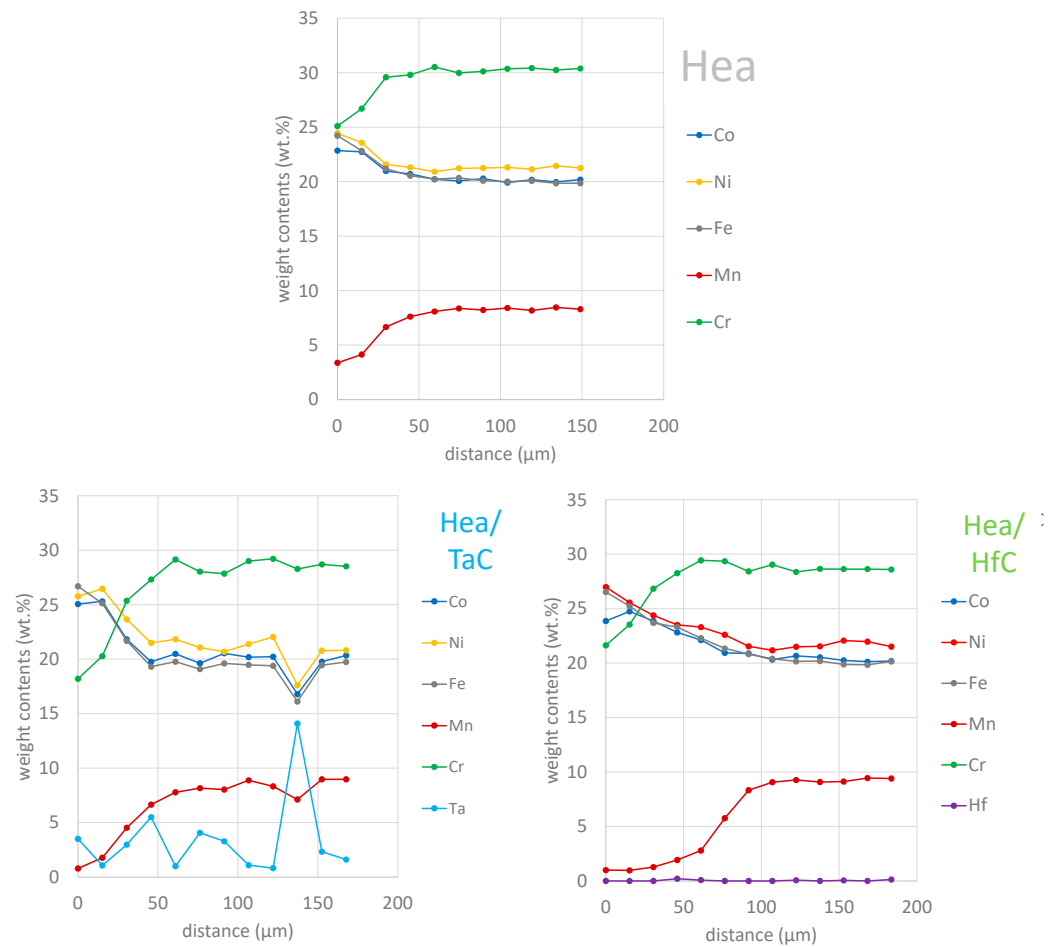 35
30
25
20
15
10
5
0
0 50 100 150 200
weight contents (wt.%)
distance (µm)
Hea
Co
Ni
Fe
Mn
Cr
35
30
25
20
15
10
5
0
0 50 100 150 200
weight contents (wt.%)
distance (µm)
Hea/
TaC
Co
Ni
Fe
Mn
Cr
Ta
35
30
25
20
15
10
5
0
0 50 100 150 200
weight contents (wt.%)
distance (µm)
Hea/
HfC
Co
Ni
Fe
Mn
Cr
Hf